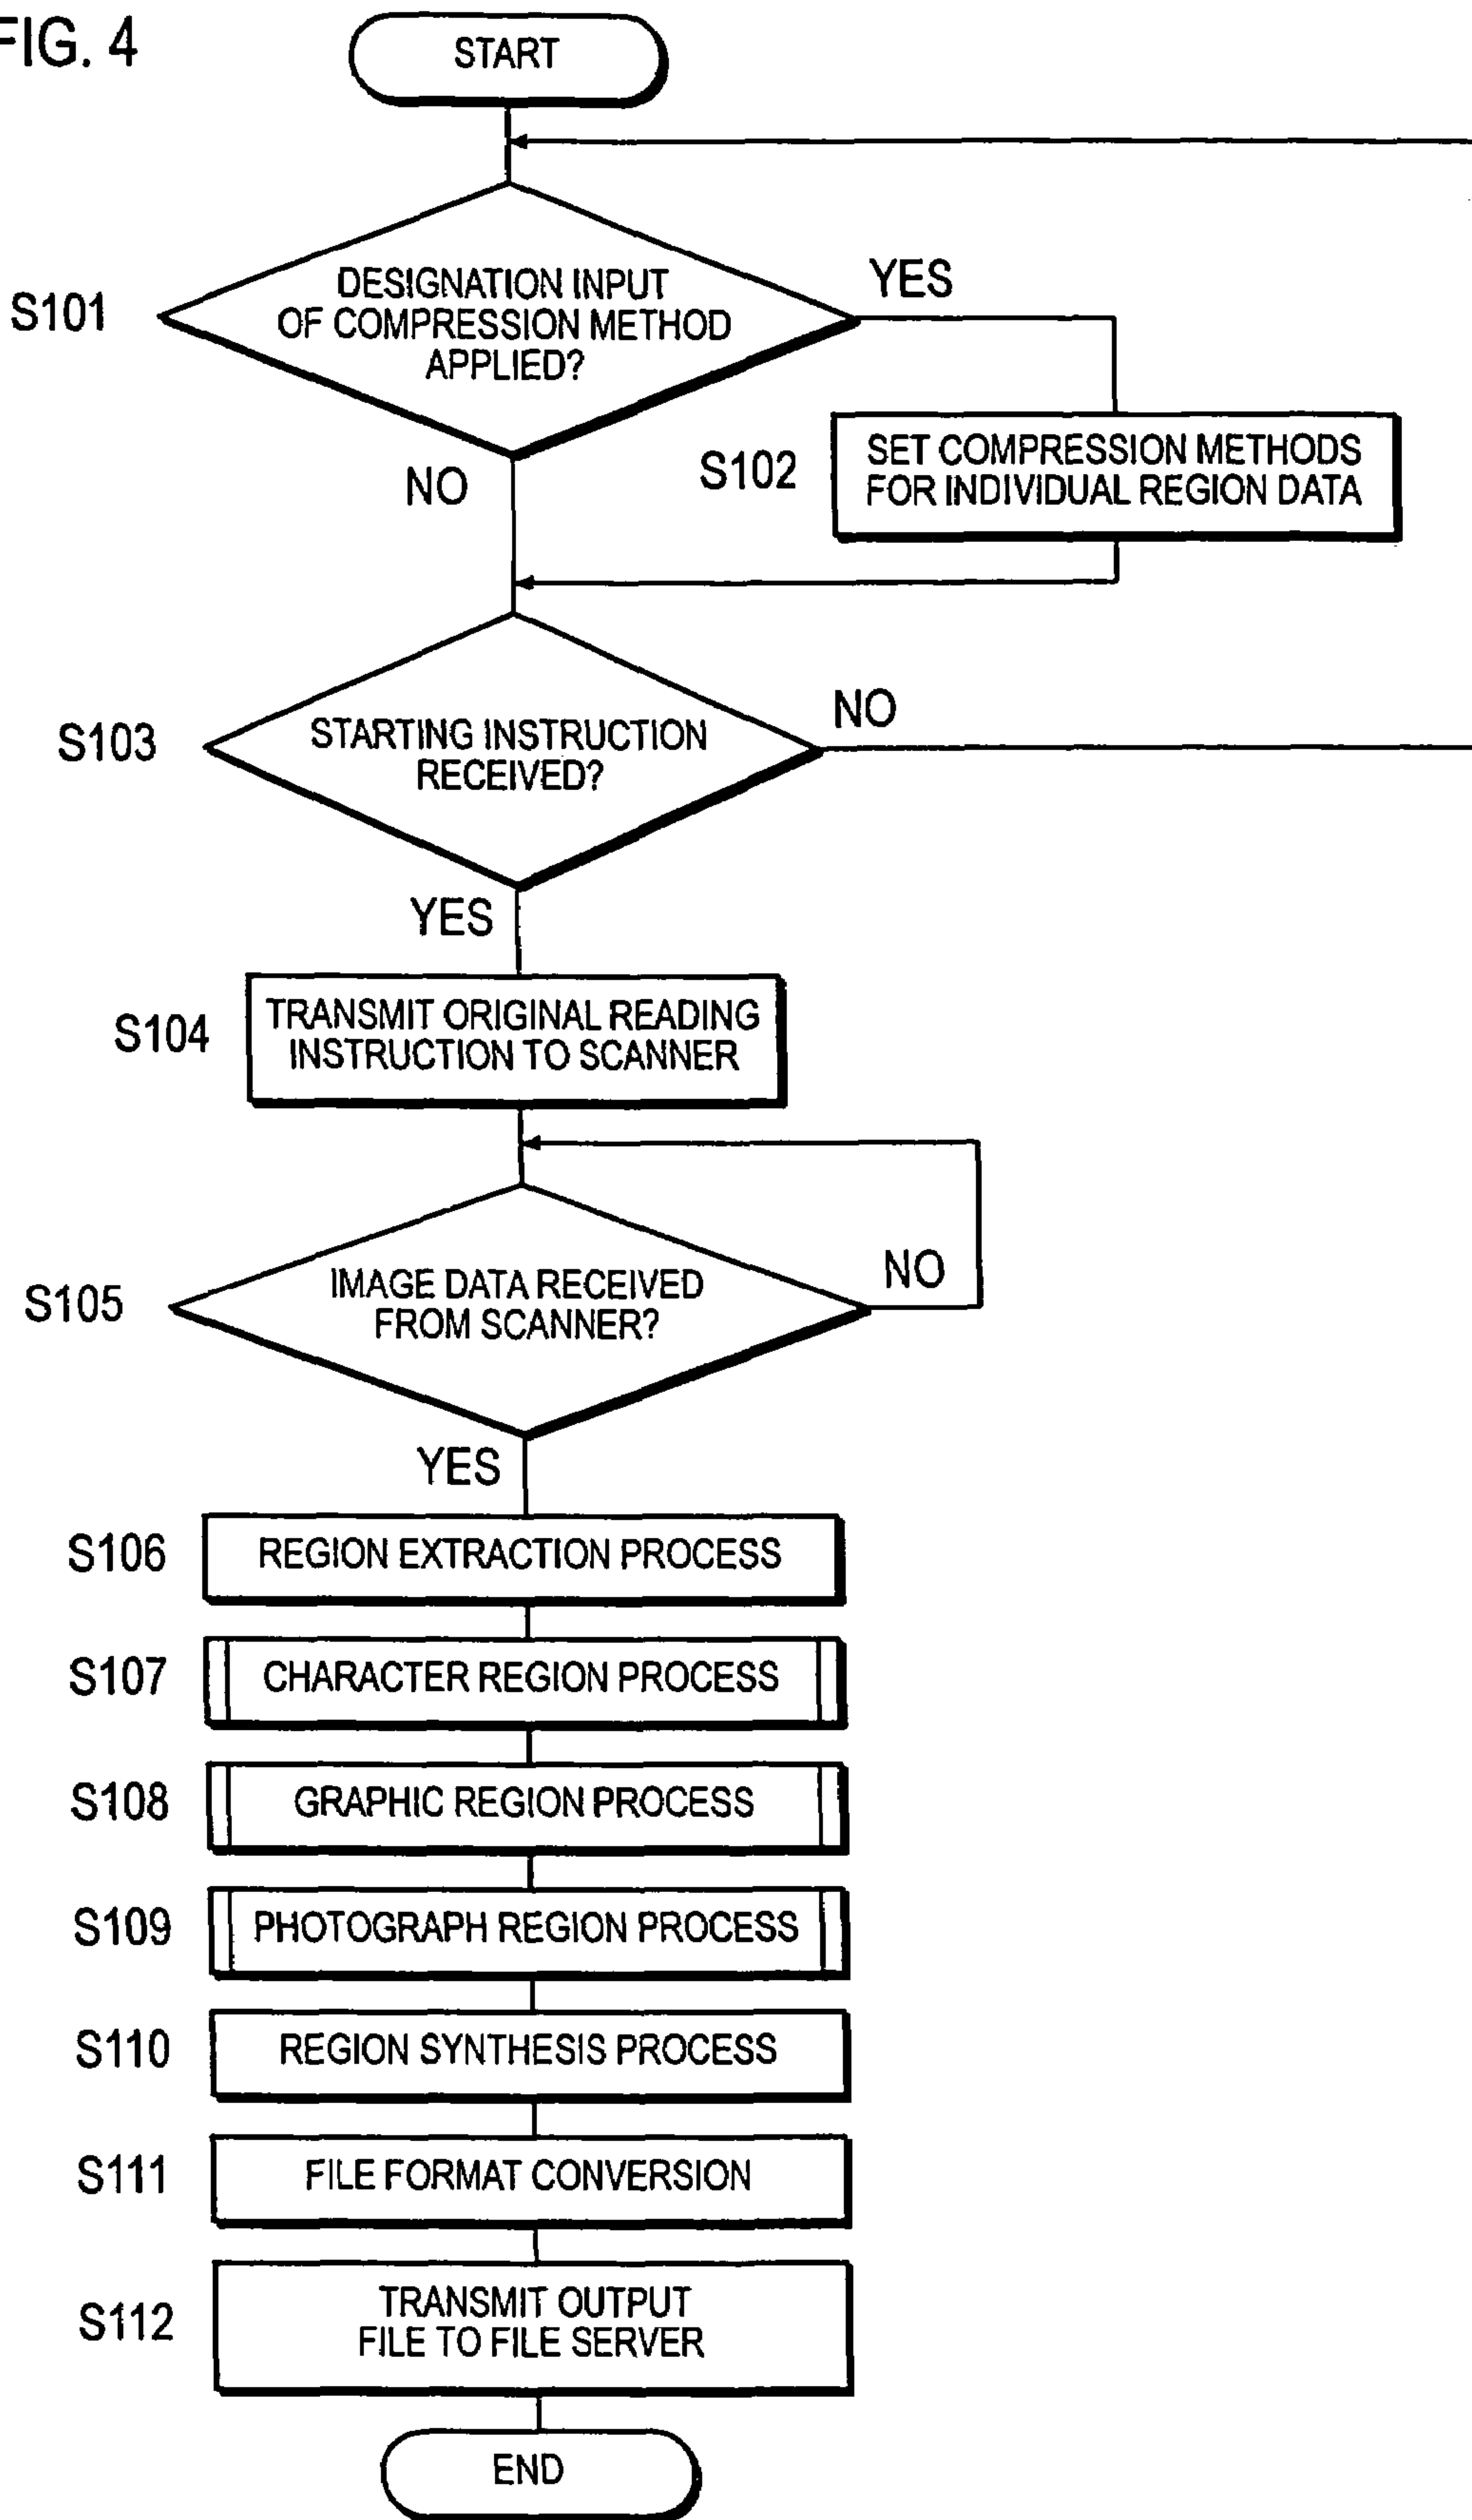 FIG. 4
START
S101
DESIGNATION INPUT
OF COMPRESSION METHOD
APPLIED?
YES
NO
S102
SET COMPRESSION METHODS
FOR INDIVIDUAL REGION DATA
S103
STARTING INSTRUCTION
RECEIVED?
NO
YES
S104
TRANSMIT ORIGINAL READING
INSTRUCTION TO SCANNER
S105
IMAGE DATA RECEIVED
FROM SCANNER?
NO
YES
S106
REGION EXTRACTION PROCESS
S107
CHARACTER REGION PROCESS
S108
GRAPHIC REGION PROCESS
S109
PHOTOGRAPH REGION PROCESS
S110
REGION SYNTHESIS PROCESS
S111
FILE FORMAT CONVERSION
S112
TRANSMIT OUTPUT
FILE TO FILE SERVER
END